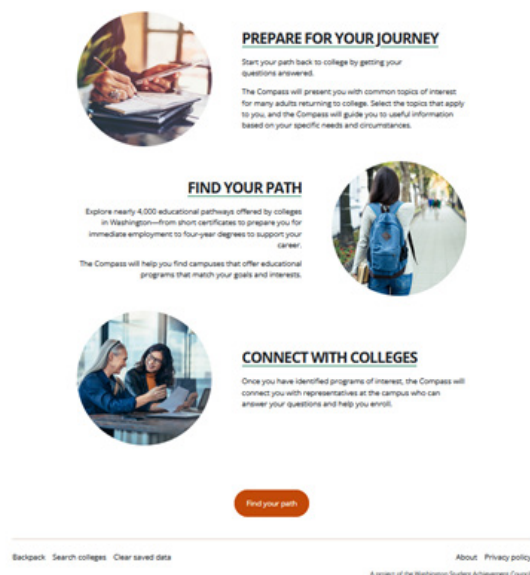 PREPARE FOR YOUR JOURNEY
Start your path back to college by getting your
questions answered.
The Compass will present you with common topics of interest
for many adults returning to college. Select the topics that apply
to you, and the Compass will guide you to useful information
based on your specific needs and circumstances.
FIND YOUR PATH
Explore nearly 4,000 educational pathways offered by colleges
in Washington—from short certificates to prepare you for
immediate employment to four-year degrees to support your
career.
The Compass will help you find campuses that offer educational
programs that match your goals and interests.
CONNECT WITH COLLEGES
Once you have identified programs of interest, the Compass will
connect you with representatives at the campus who can
answer your questions and help you enroll.
Find your path
Backpack Search colleges Clear saved data About Privacy policy
A project of the Washington Student Achievement Council